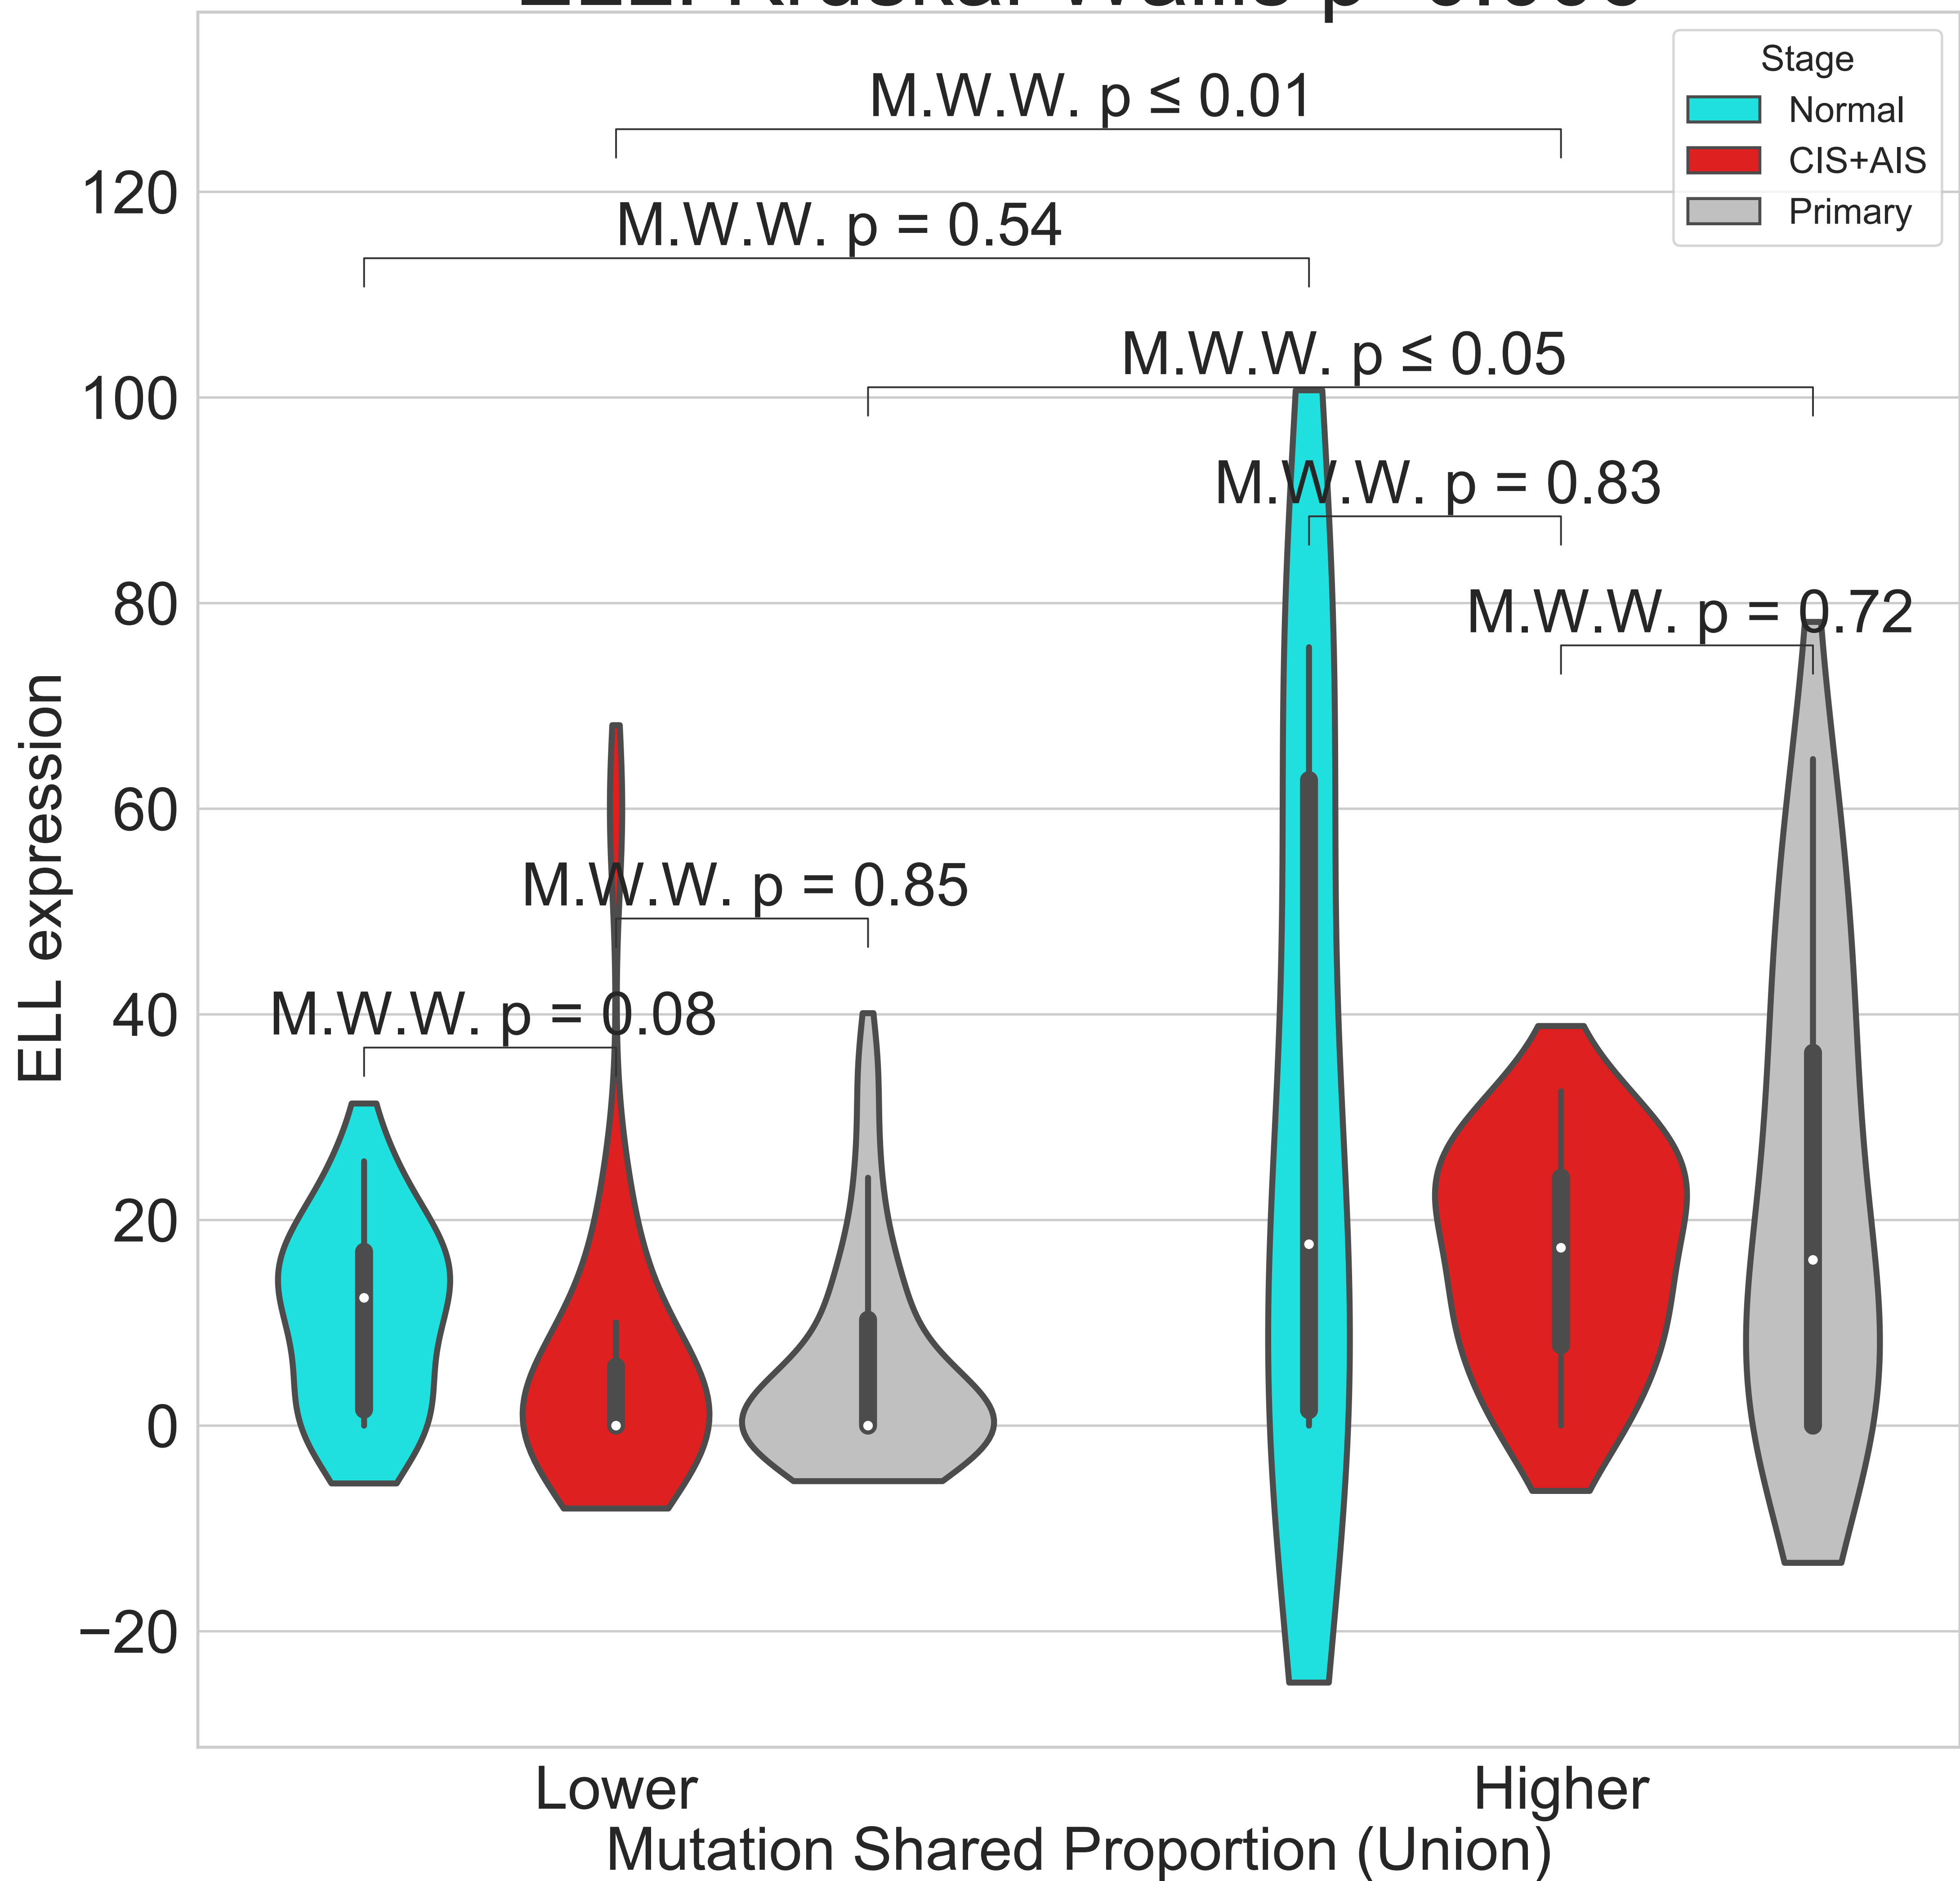 Stage
Normal
CIS+AIS
Primary
M.W.W. p ≤ 0.01
M.W.W. p = 0.54
M.W.W. p ≤ 0.05
M.W.W. p = 0.83
M.W.W. p = 0.72
M.W.W. p = 0.85
M.W.W. p = 0.08
120
100
80
60
40
20
0
−20
ELL expression
Lower
Higher
Mutation Shared Proportion (Union)